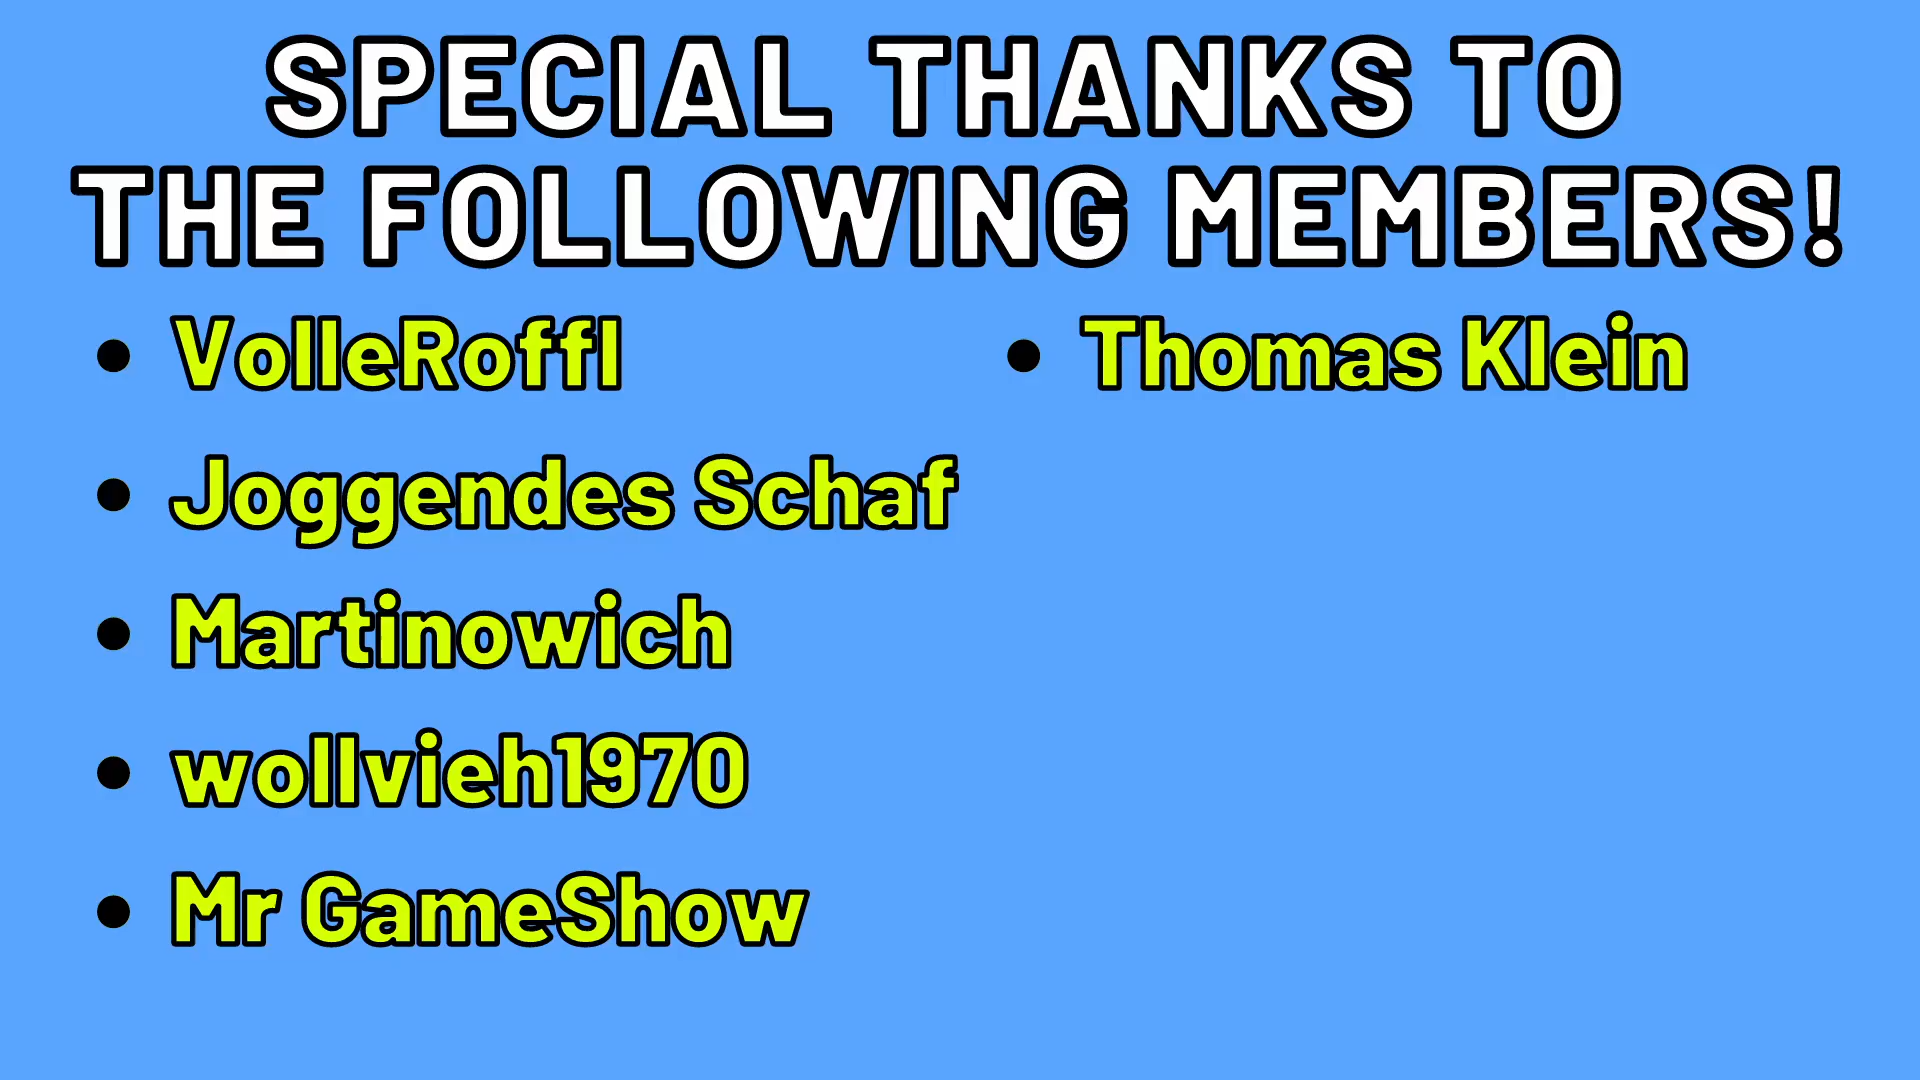 SPECIAL THANKS TO
THE FOLLOWING MEMBERS!
• VolleRoffl
• Joggendes Schaf
• Martinowich
• wollvieh1970
• Mr GameShow
• Thomas Klein